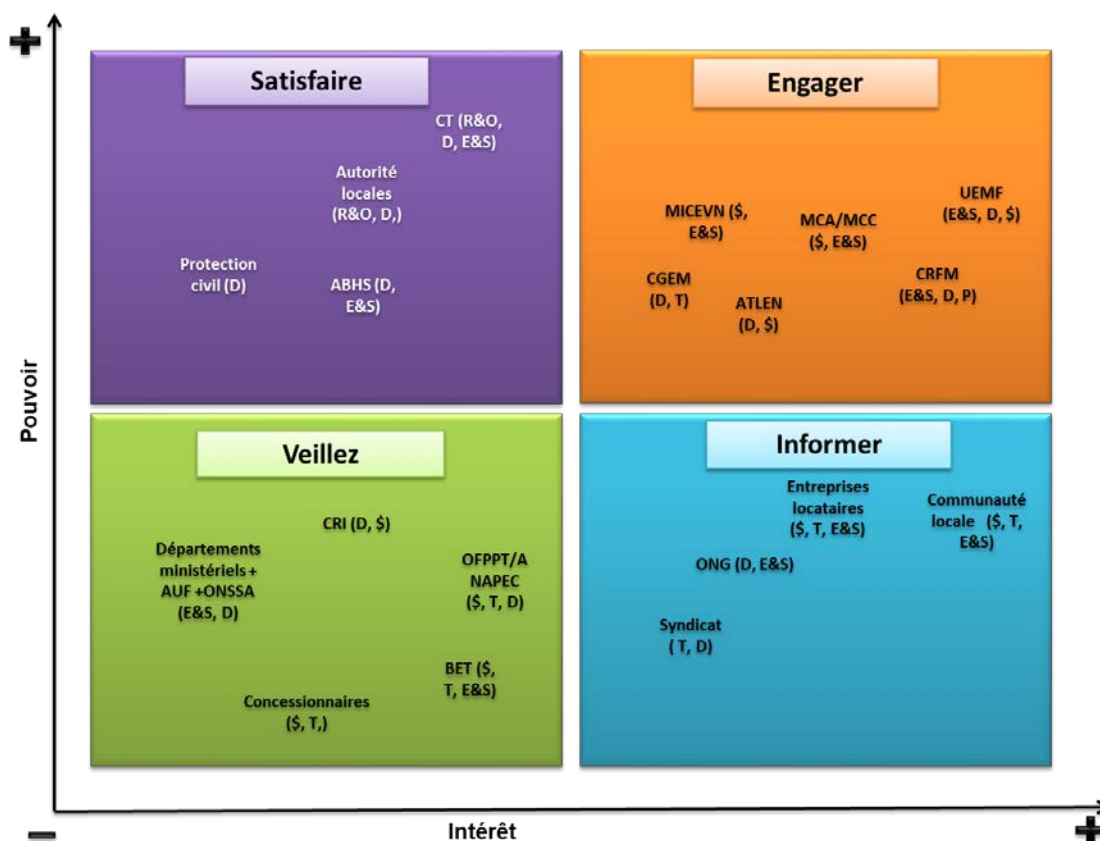 Satisfaire
CT (R&O,
D, E&S)
Autorité
locales
(R&O, D,)
Protection
civil (D)
ABHS (D,
E&S)
Engager
MICEVN ($,
E&S)
MCA/MCC
($, E&S)
UEMF
(E&S, D, $)
CGEM
(D, T)
ATLEN
(D, $)
CRFM
(E&S, D, P)
Pouvoir
Veillez
CRI (D, $)
Départements
ministériels +
AUF +ONSSA
(E&S, D)
OFPPT/A
NAPEC
($, T, D)
BET ($,
T, E&S)
Concessionnaires
($, T,)
Informer
Entreprises
locataires
($, T, E&S)
Communauté
locale ($, T,
E&S)
ONG (D, E&S)
Syndicat
( T, D)
Intérêt